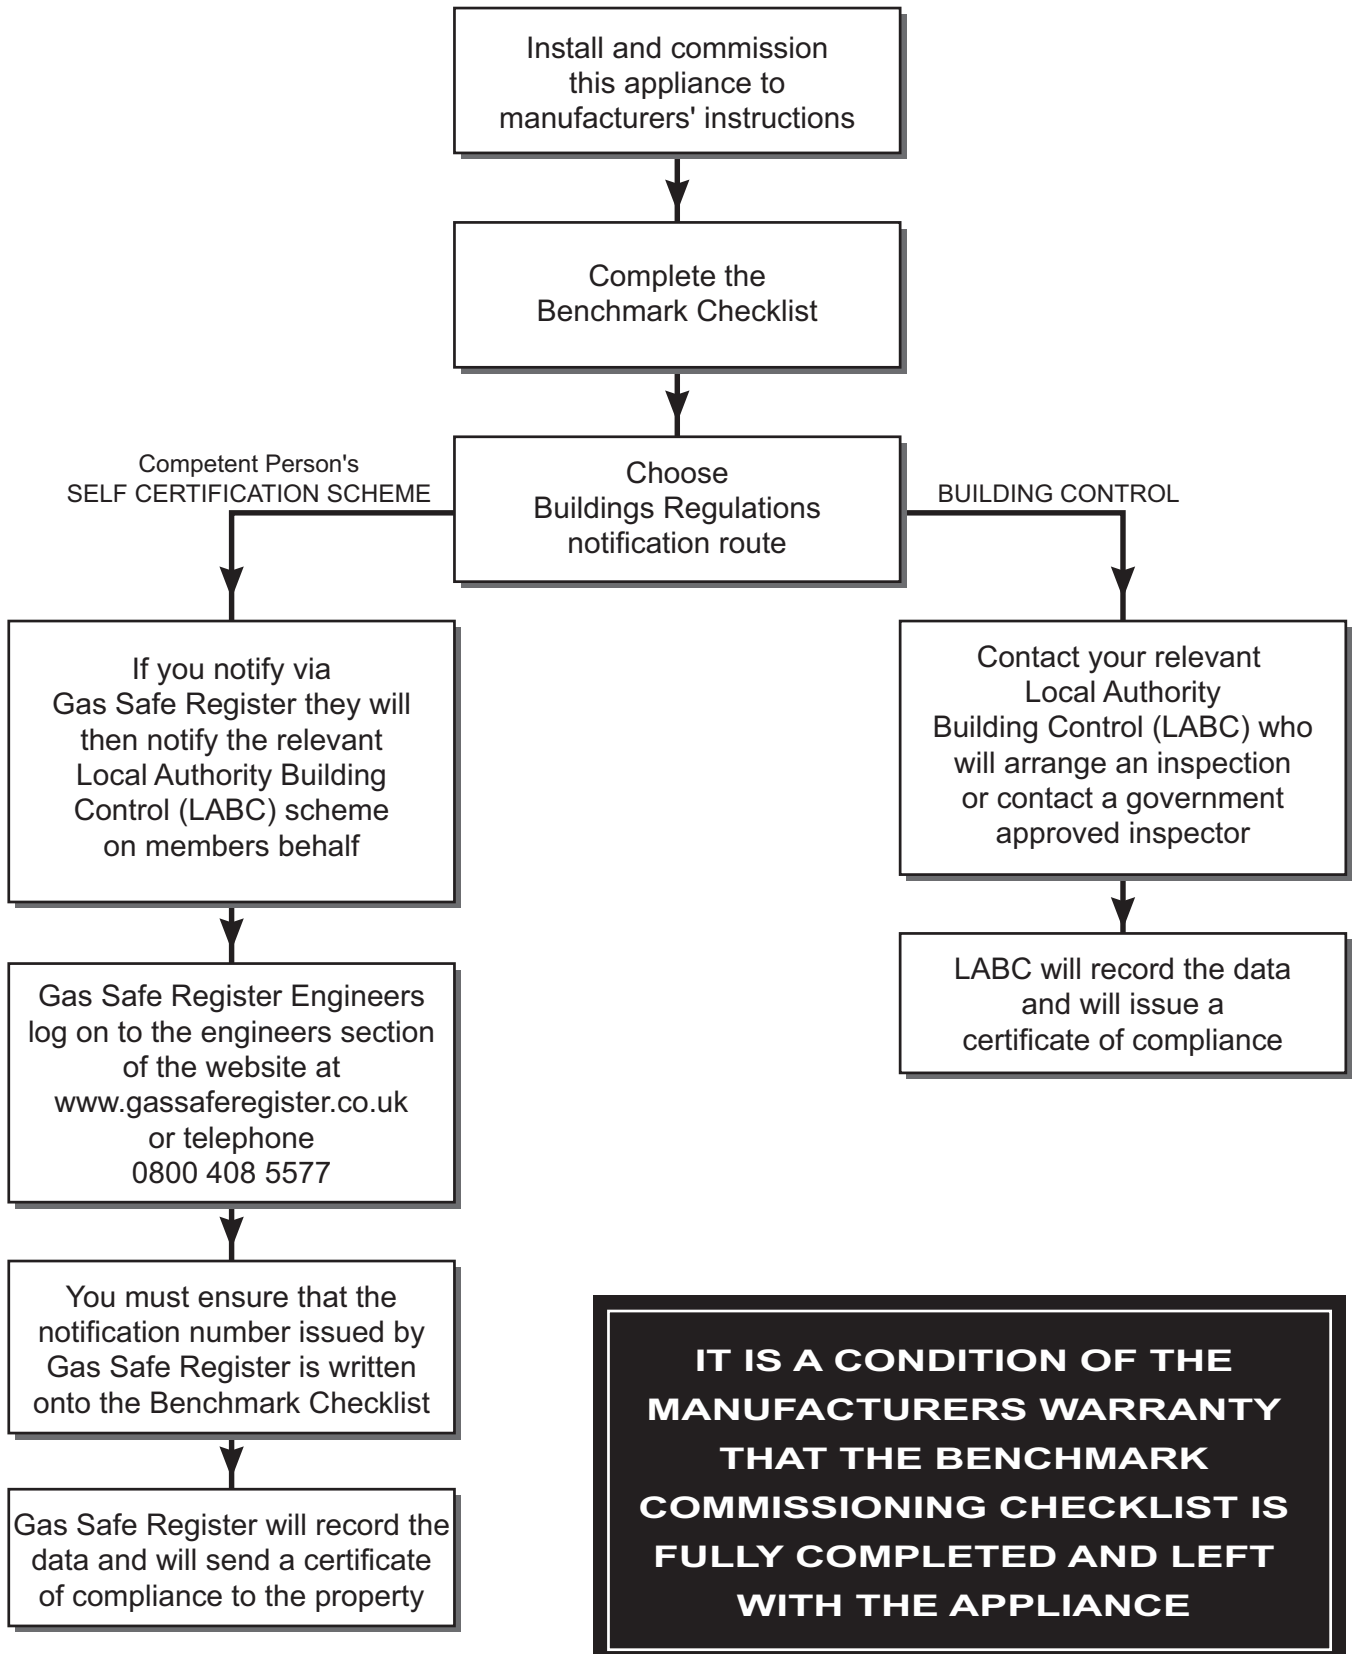 Install and commission
this appliance to
manufacturers' instructions
Complete the
Benchmark Checklist
Choose
Buildings Regulations
notification route
Competent Person's
SELF CERTIFICATION SCHEME
BUILDING CONTROL
If you notify via
Gas Safe Register they will
then notify the relevant
Local Authority Building
Control (LABC) scheme
on members behalf
Gas Safe Register Engineers
log on to the engineers section
of the website at
www.gassaferegister.co.uk
or telephone
0800 408 5577
You must ensure that the
notification number issued by
Gas Safe Register is written
onto the Benchmark Checklist
Gas Safe Register will record the
data and will send a certificate
of compliance to the property
Contact your relevant
Local Authority
Building Control (LABC) who
will arrange an inspection
or contact a government
approved inspector
LABC will record the data
and will issue a
certificate of compliance
IT IS A CONDITION OF THE
MANUFACTURERS WARRANTY
THAT THE BENCHMARK
COMMISSIONING CHECKLIST IS
FULLY COMPLETED AND LEFT
WITH THE APPLIANCE